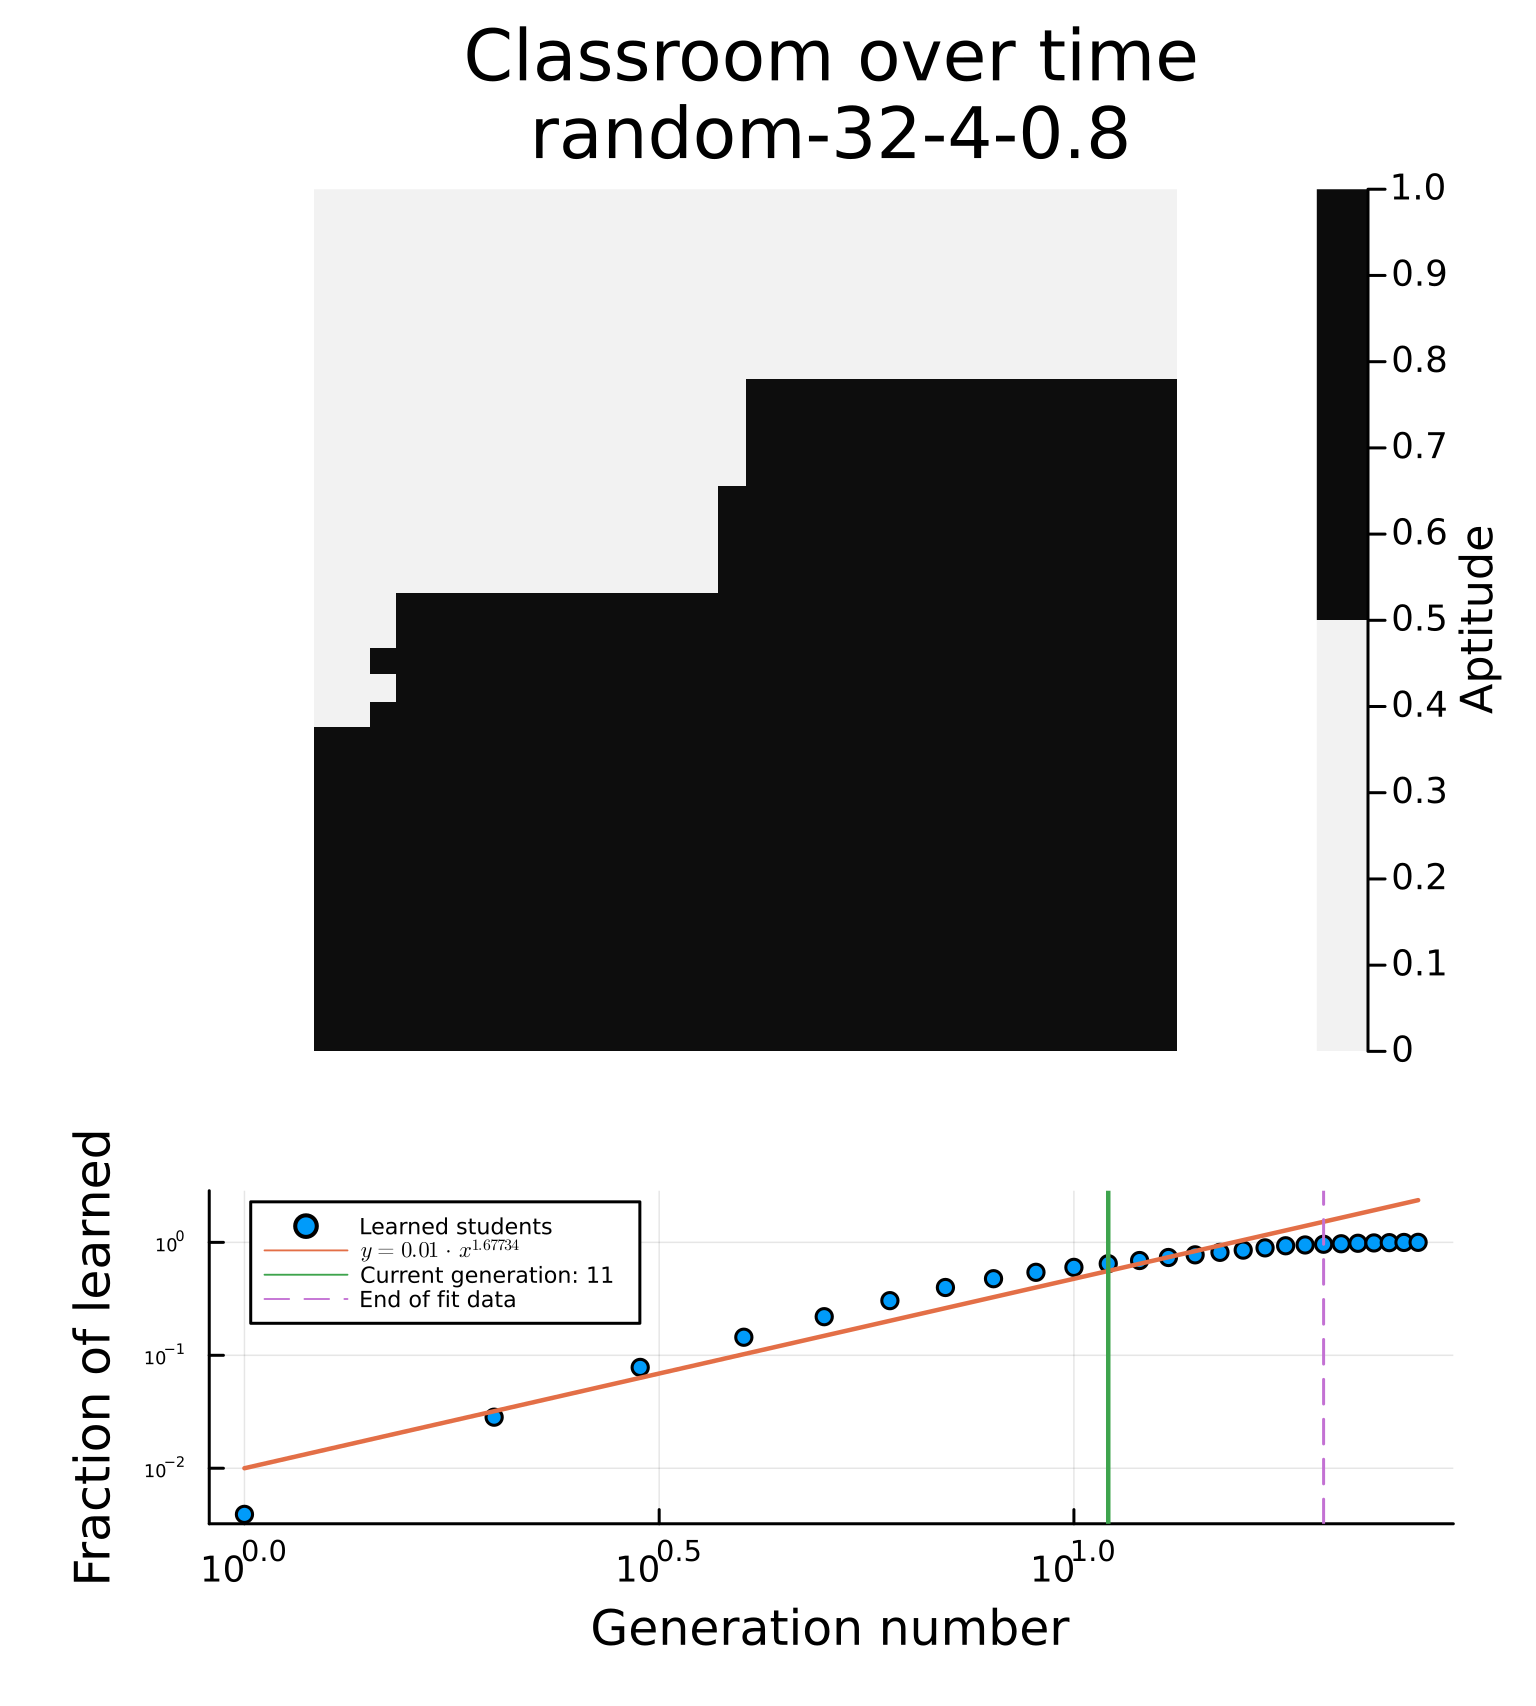 Classroom over time
random-32-4-0.8
1.0
0.9
0.8
0.7
0.6
0.5
0.4
0.3
0.2
0.1
0
Aptitude
Fraction of learned
10⁰
10⁻¹
10⁻²
Learned students
y = 0.01 · x^1.67734
Current generation: 11
End of fit data
10^0.0
10^0.5
10^1.0
Generation number